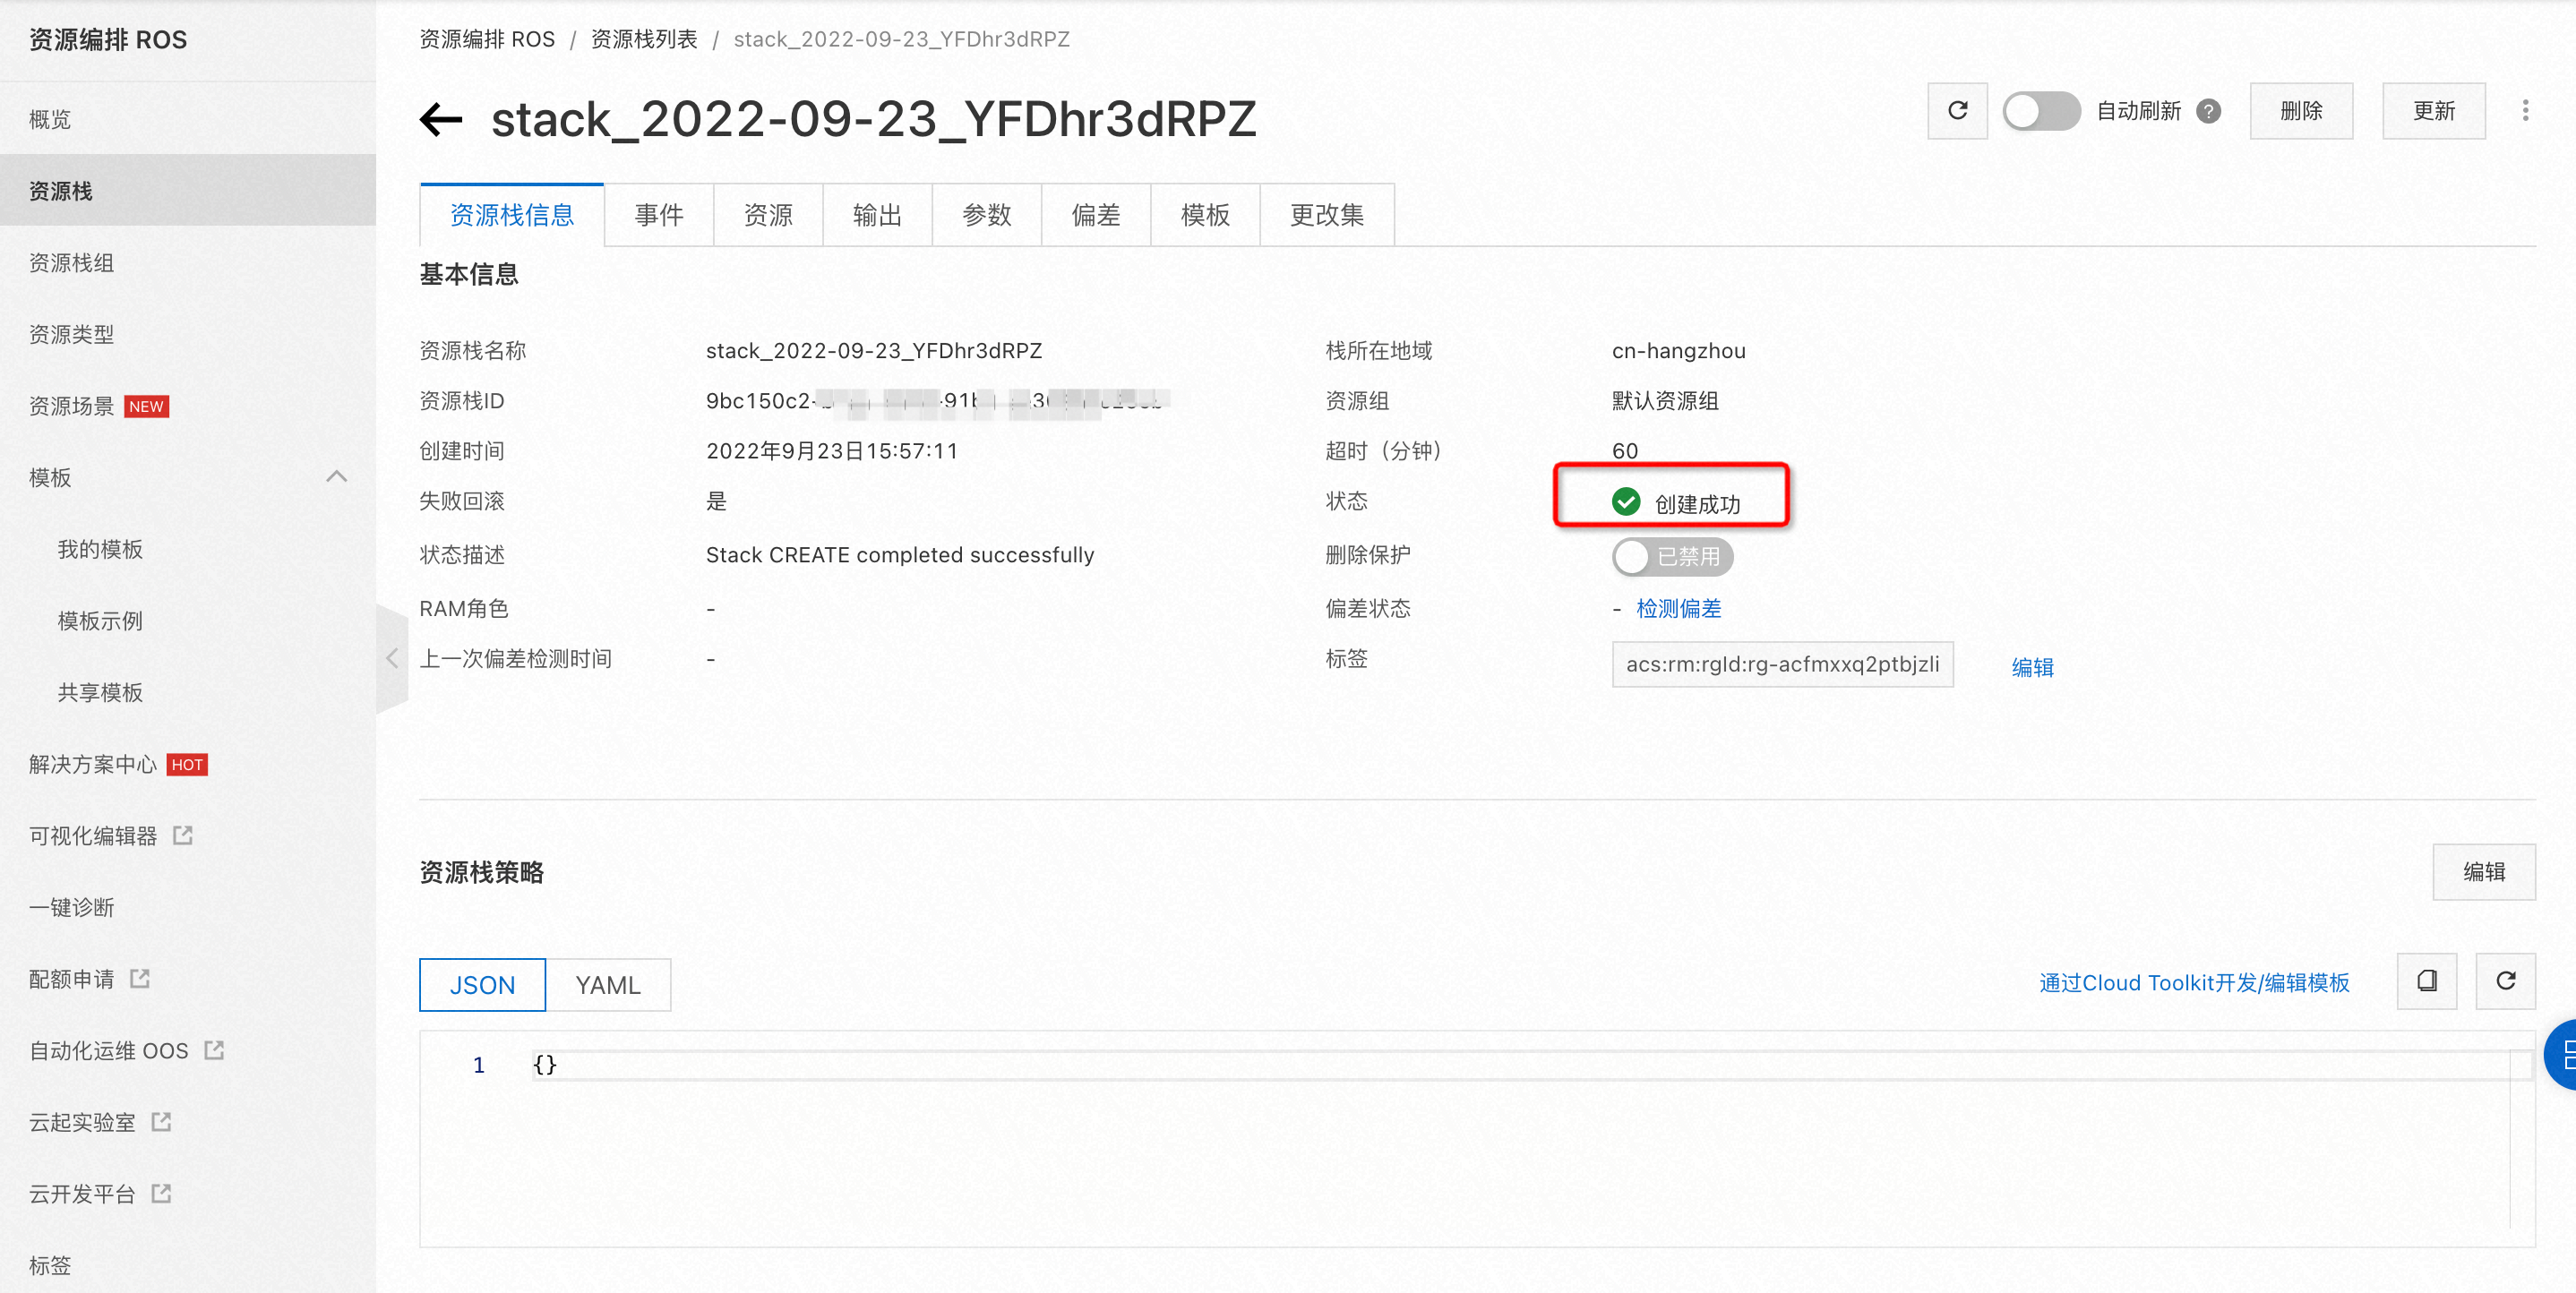 资源编排 ROS
概览
资源栈
资源栈组
资源类型
资源场景 NEW
模板
我的模板
模板示例
共享模板
解决方案中心 HOT
可视化编辑器
一键诊断
配额申请
自动化运维 OOS
云起实验室
云开发平台
标签
资源编排 ROS / 资源栈列表 / stack_2022-09-23_YFDhr3dRPZ
stack_2022-09-23_YFDhr3dRPZ
自动刷新 ? 删除 更新
资源栈信息 事件 资源 输出 参数 偏差 模板 更改集
基本信息
资源栈名称 stack_2022-09-23_YFDhr3dRPZ 栈所在地域 cn-hangzhou
资源栈ID 9bc150c2- 资源组 默认资源组
创建时间 2022年9月23日15:57:11 超时（分钟） 60
失败回滚 是 状态 创建成功
状态描述 Stack CREATE completed successfully 删除保护 已禁用
RAM角色 - 偏差状态 - 检测偏差
上一次偏差检测时间 - 标签 acs:rm:rgId:rg-acfmxxq2ptbjzli 编辑
资源栈策略 编辑
JSON YAML 通过Cloud Toolkit开发/编辑模板
1 {}